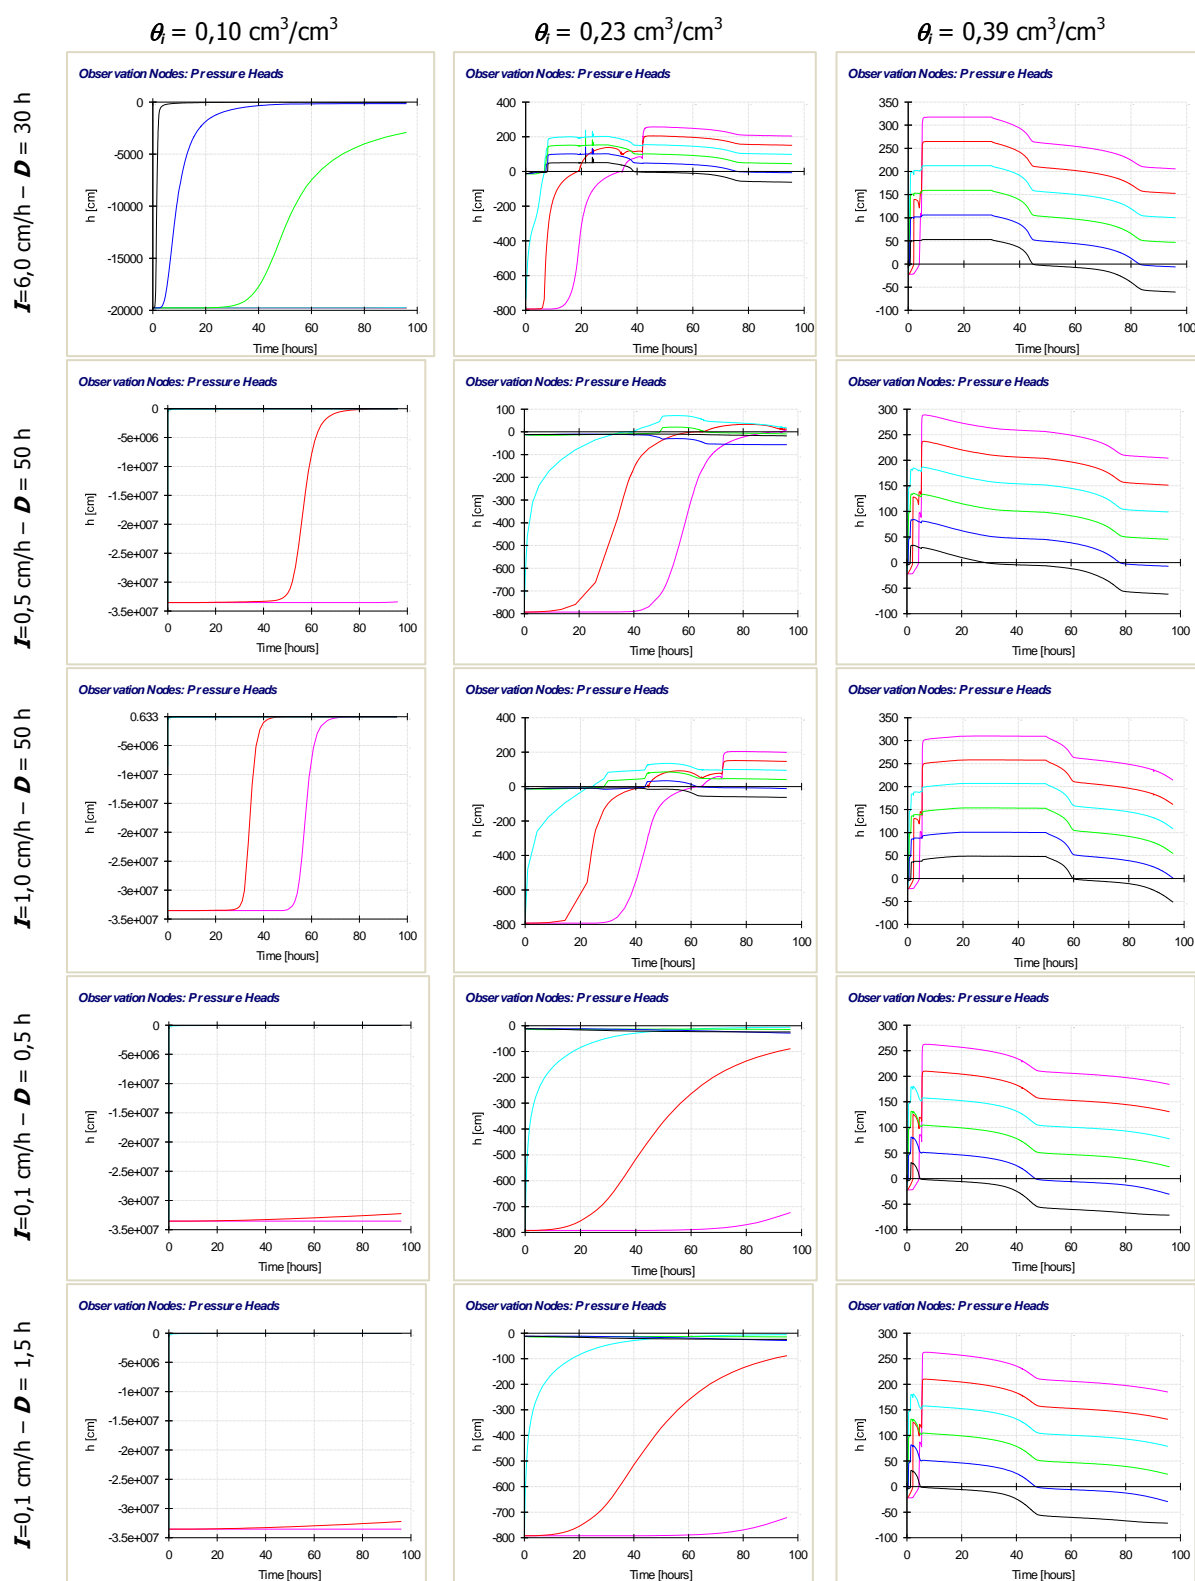 θi = 0,10 cm3/cm3
θi = 0,23 cm3/cm3
θi = 0,39 cm3/cm3
I=6,0 cm/h – D = 30 h
Observation Nodes: Pressure Heads
0
-5000
-10000
-15000
-20000
h [cm]
0 20 40 60 80 100
Time [hours]
Observation Nodes: Pressure Heads
400
200
0
-200
-400
-600
-800
h [cm]
0 20 40 60 80 100
Time [hours]
Observation Nodes: Pressure Heads
350
300
250
200
150
100
50
0
-50
-100
h [cm]
0 20 40 60 80 100
Time [hours]
I=0,5 cm/h – D = 50 h
Observation Nodes: Pressure Heads
0
-5e+006
-1e+007
-1.5e+007
-2e+007
-2.5e+007
-3e+007
-3.5e+007
h [cm]
0 20 40 60 80 100
Time [hours]
Observation Nodes: Pressure Heads
100
0
-100
-200
-300
-400
-500
-600
-700
-800
h [cm]
0 20 40 60 80 100
Time [hours]
Observation Nodes: Pressure Heads
300
250
200
150
100
50
0
-50
-100
h [cm]
0 20 40 60 80 100
Time [hours]
I=1,0 cm/h – D = 50 h
Observation Nodes: Pressure Heads
0.633
-5e+006
-1e+007
-1.5e+007
-2e+007
-2.5e+007
-3e+007
-3.5e+007
h [cm]
0 20 40 60 80 100
Time [hours]
Observation Nodes: Pressure Heads
400
200
0
-200
-400
-600
-800
h [cm]
0 20 40 60 80 100
Time [hours]
Observation Nodes: Pressure Heads
350
300
250
200
150
100
50
0
-50
-100
h [cm]
0 20 40 60 80 100
Time [hours]
I=0,1 cm/h – D = 0,5 h
Observation Nodes: Pressure Heads
0
-5e+006
-1e+007
-1.5e+007
-2e+007
-2.5e+007
-3e+007
-3.5e+007
h [cm]
0 20 40 60 80 100
Time [hours]
Observation Nodes: Pressure Heads
0
-100
-200
-300
-400
-500
-600
-700
-800
h [cm]
0 20 40 60 80 100
Time [hours]
Observation Nodes: Pressure Heads
300
250
200
150
100
50
0
-50
-100
h [cm]
0 20 40 60 80 100
Time [hours]
I=0,1 cm/h – D = 1,5 h
Observation Nodes: Pressure Heads
0
-5e+006
-1e+007
-1.5e+007
-2e+007
-2.5e+007
-3e+007
-3.5e+007
h [cm]
0 20 40 60 80 100
Time [hours]
Observation Nodes: Pressure Heads
0
-100
-200
-300
-400
-500
-600
-700
-800
h [cm]
0 20 40 60 80 100
Time [hours]
Observation Nodes: Pressure Heads
300
250
200
150
100
50
0
-50
-100
h [cm]
0 20 40 60 80 100
Time [hours]